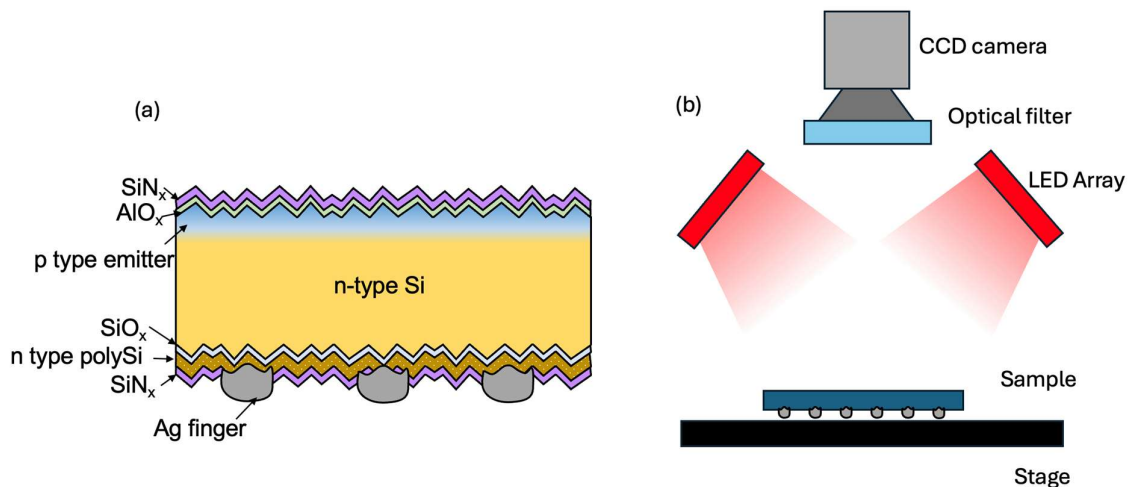 (a)
SiNₓ
AlOₓ
p type emitter
n-type Si
SiOₓ
n type polySi
SiNₓ
Ag finger
(b)
CCD camera
Optical filter
LED Array
Sample
Stage